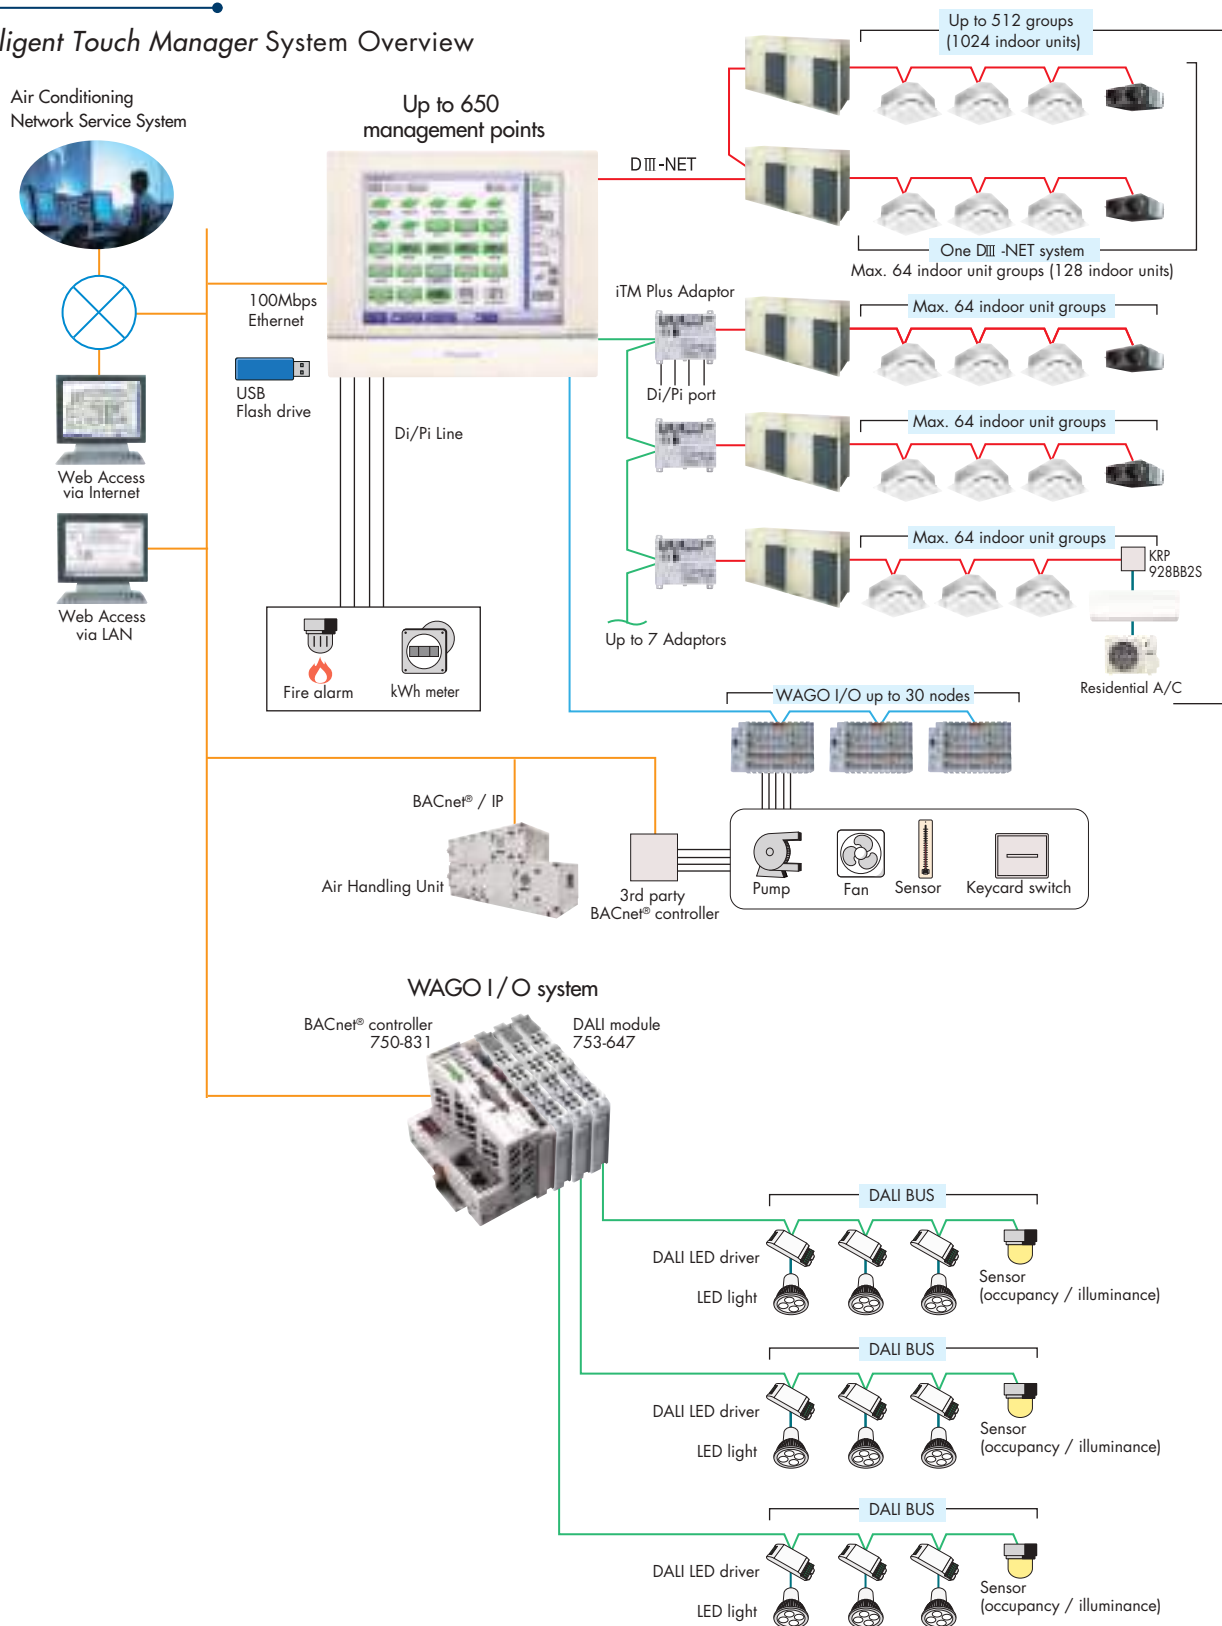 lligent Touch Manager System Overview
Air Conditioning
Network Service System
Up to 650
management points
DⅢ-NET
Up to 512 groups
(1024 indoor units)
One DⅢ -NET system
Max. 64 indoor unit groups (128 indoor units)
100Mbps
Ethernet
USB
Flash drive
Di/Pi Line
iTM Plus Adaptor
Di/Pi port
Max. 64 indoor unit groups
Max. 64 indoor unit groups
Max. 64 indoor unit groups
KRP
928BB2S
Up to 7 Adaptors
Residential A/C
Web Access
via Internet
Web Access
via LAN
Fire alarm
kWh meter
WAGO I/O up to 30 nodes
BACnet® / IP
Air Handling Unit
3rd party
BACnet® controller
Pump
Fan
Sensor
Keycard switch
WAGO I/O system
BACnet® controller
750-831
DALI module
753-647
DALI BUS
DALI LED driver
LED light
Sensor
(occupancy / illuminance)
DALI BUS
DALI LED driver
LED light
Sensor
(occupancy / illuminance)
DALI BUS
DALI LED driver
LED light
Sensor
(occupancy / illuminance)